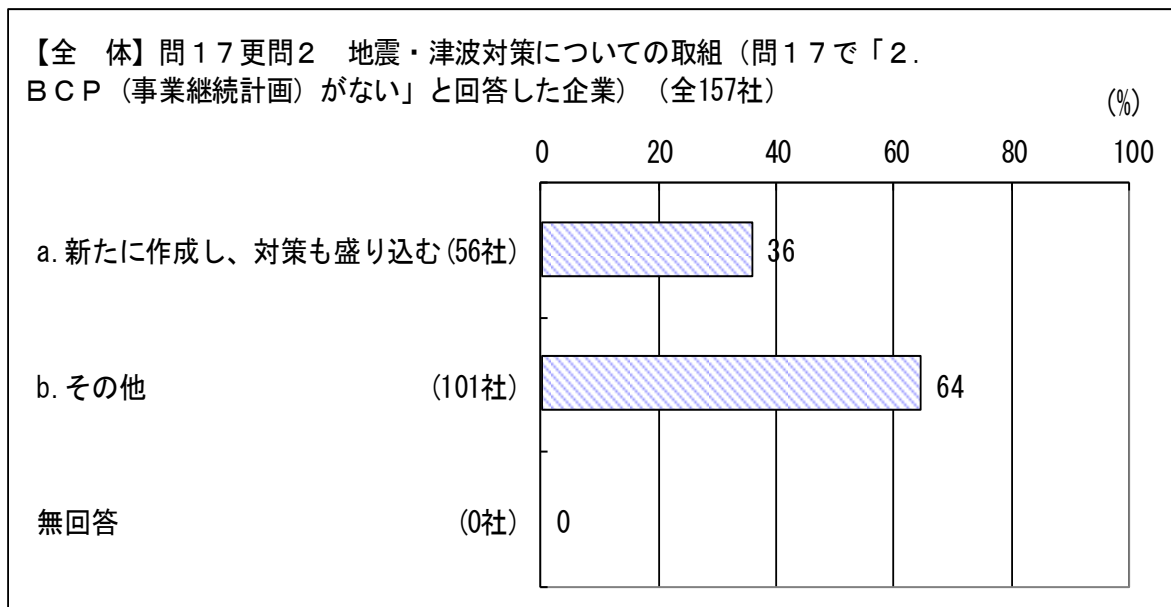 【全　体】問１７更問２　地震・津波対策についての取組（問１７で「２.
ＢＣＰ（事業継続計画）がない」と回答した企業）（全157社）
(%)
0 20 40 60 80 100
a.新たに作成し、対策も盛り込む(56社) 36
b.その他 (101社) 64
無回答 (0社) 0